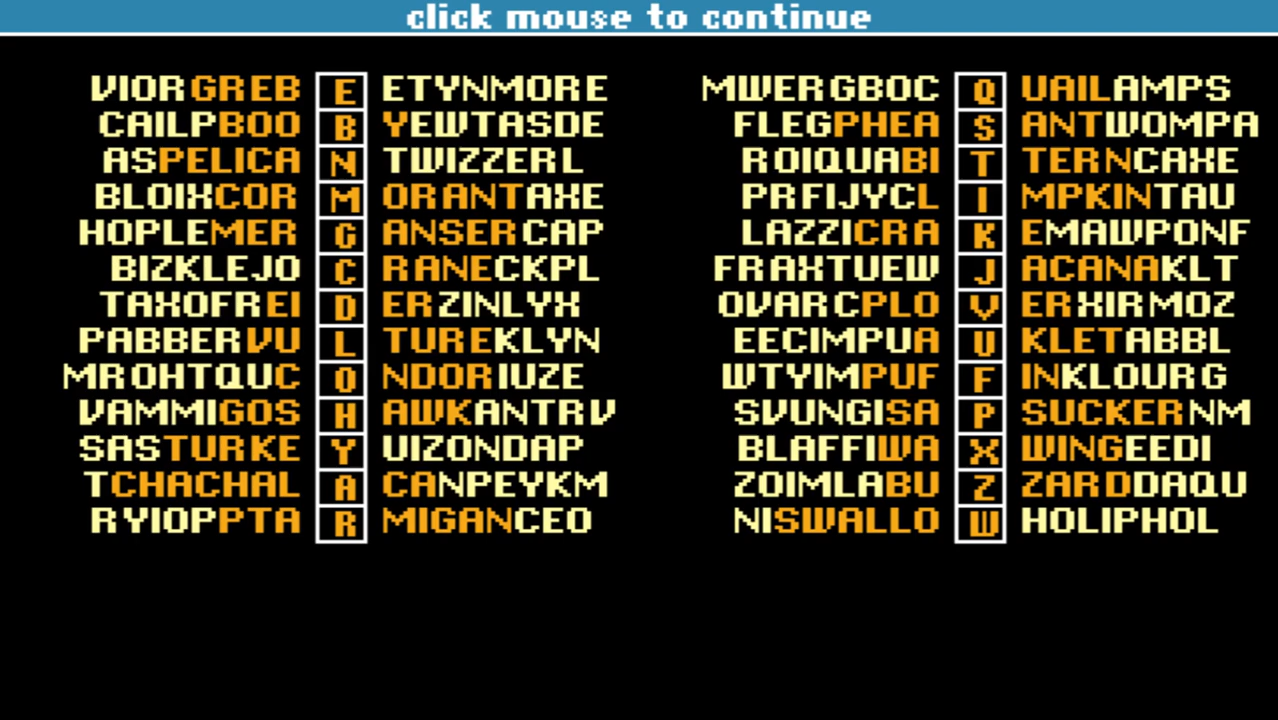 click mouse to continue
VIORGREB E ETYNMORE
CAILPBOO B YEWTASDE
ASPELICA N TWIZZERL
BLOIXCOR M ORANTAXE
HOPLEMER G ANSERCAP
BIZKLEJO C RANECKPL
TAXOFREI D ERZINLYX
PABBERVU L TUREKLYN
MROHTQUC O NDORIUZE
VAMMIGOS H AWKANTRV
SASTURKE Y UIZONDAP
TCHACHAL A CANPEYKM
RYIOPPTA R MIGANCEO
MWERGBOC Q UAILAMPS
FLEGPHEA S ANTWOMPA
ROIQUABI T TERNCAXE
PRFIJYCL I MPKINTAU
LAZZICRA K EMAWPONF
FRAXTUEW J ACANAKLT
OVARCPLO V ERXIRMOZ
EECIMPUA U KLETABBL
WTYIMPUF F INKLOURG
SVUNGISA P SUCKERNM
BLAFFIWA X WINGEEDI
ZOIMLABU Z ZARDDAQU
NISWALLO W HOLIPHOL